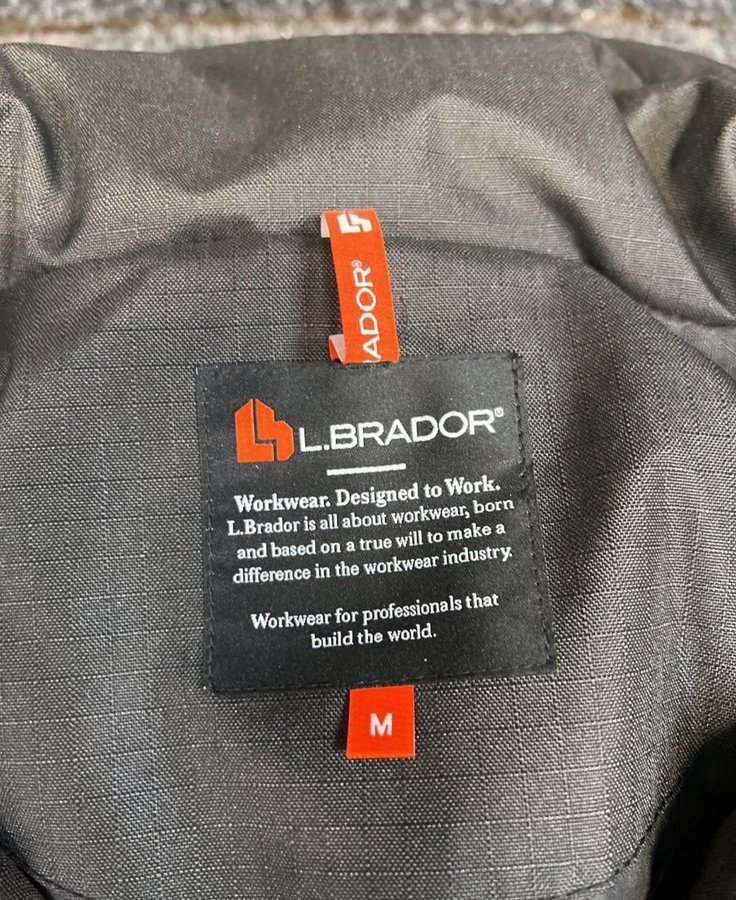 ADOR®
L.BRADOR®
Workwear. Designed to Work.
L.Brador is all about workwear, born
and based on a true will to make a
difference in the workwear industry.
Workwear for professionals that
build the world.
M